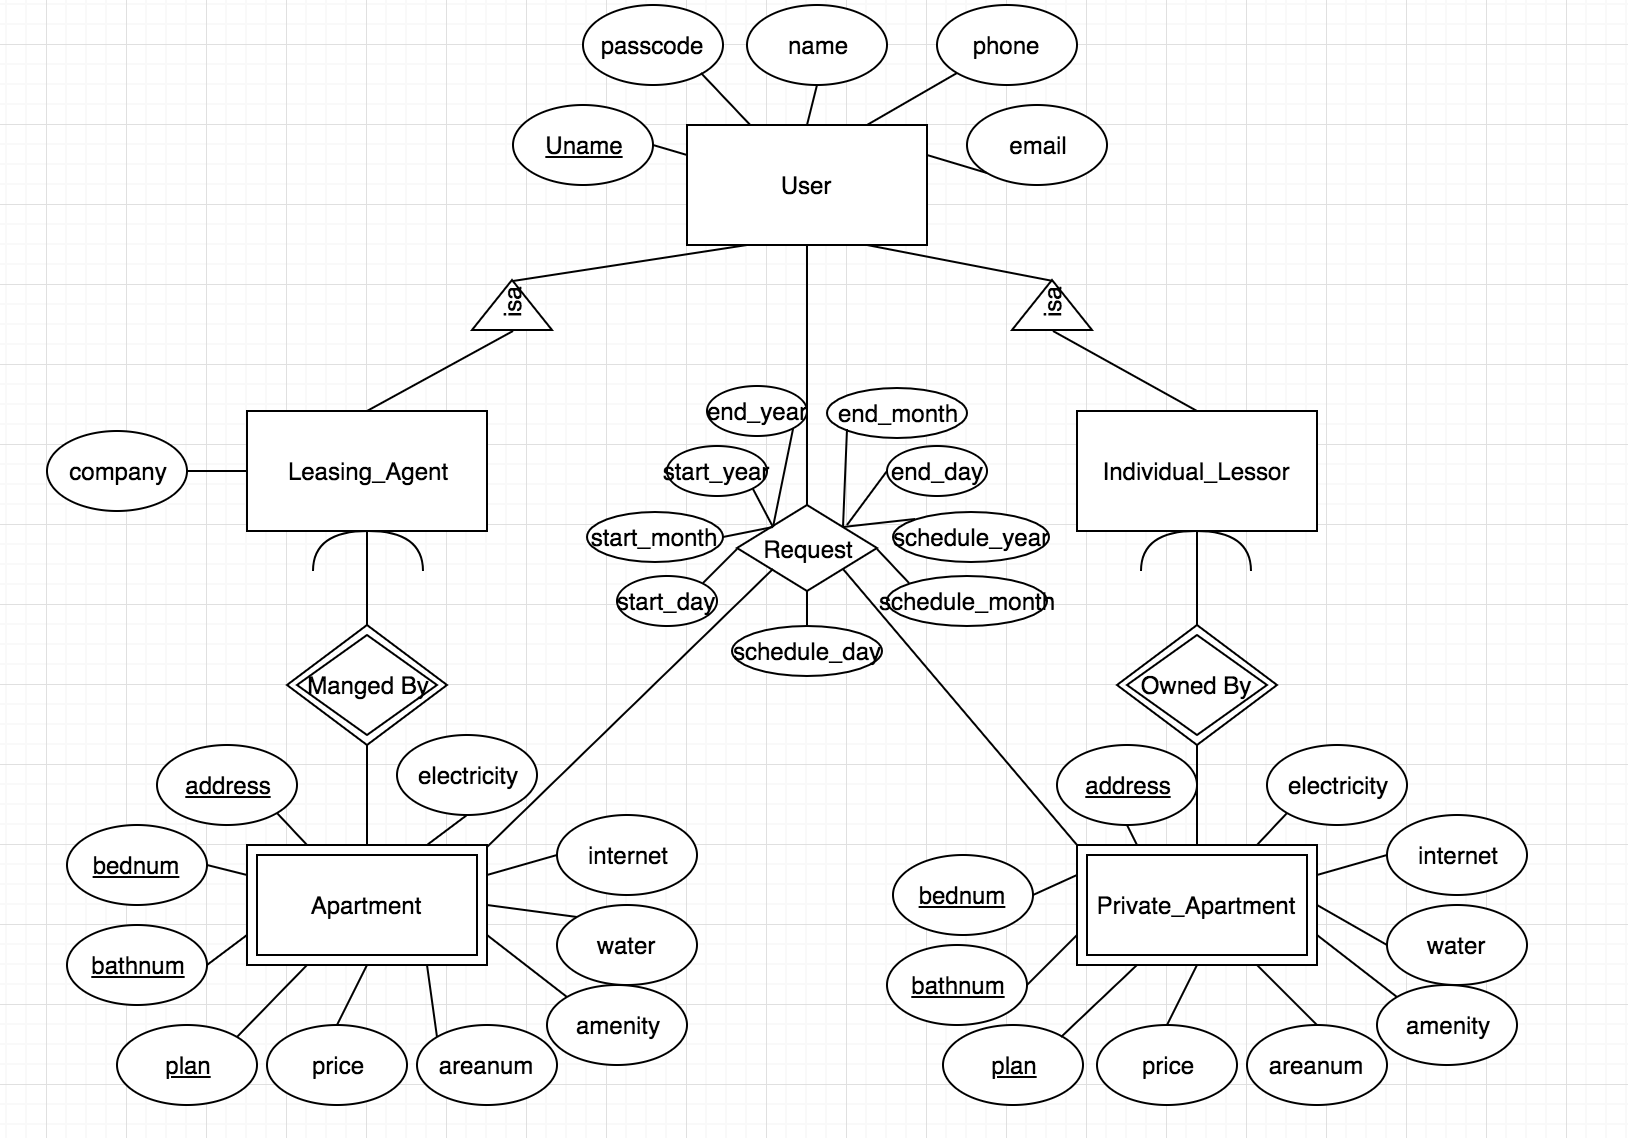 passcode
name
phone
Uname
email
User
isa
isa
end_year
end_month
company
Leasing_Agent
start_year
end_day
Individual_Lessor
start_month
Request
schedule_year
start_day
schedule_month
schedule_day
Manged By
Owned By
address
electricity
address
electricity
bednum
internet
bednum
internet
Apartment
Private_Apartment
bathnum
water
bathnum
water
amenity
amenity
plan
price
areanum
plan
price
areanum